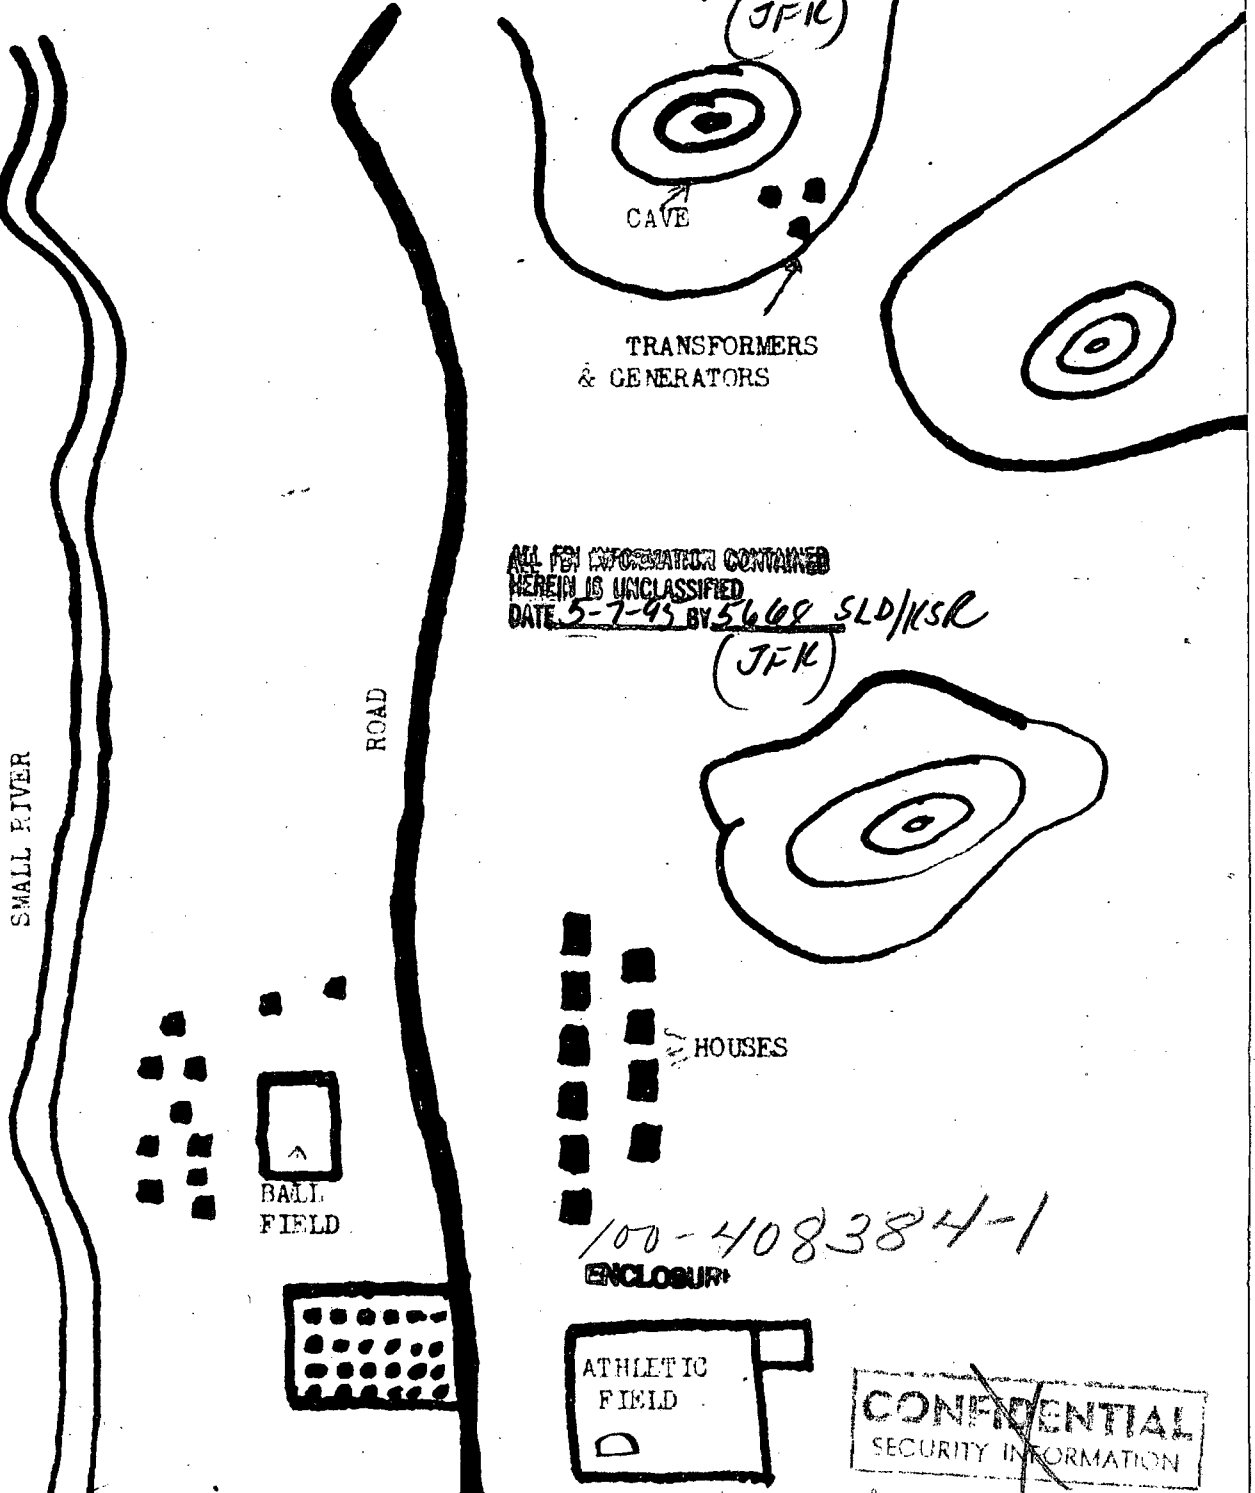 (JFK)
CAVE
TRANSFORMERS
& GENERATORS
ALL FBI INFORMATION CONTAINED
HEREIN IS UNCLASSIFIED
DATE 5-7-95 BY 5668 SLD/KSR
(JFK)
ROAD
SMALL RIVER
HOUSES
BALL
FIELD
100-408384-1
ENCLOSURE
ATHLETIC
FIELD
CONFIDENTIAL
SECURITY INFORMATION